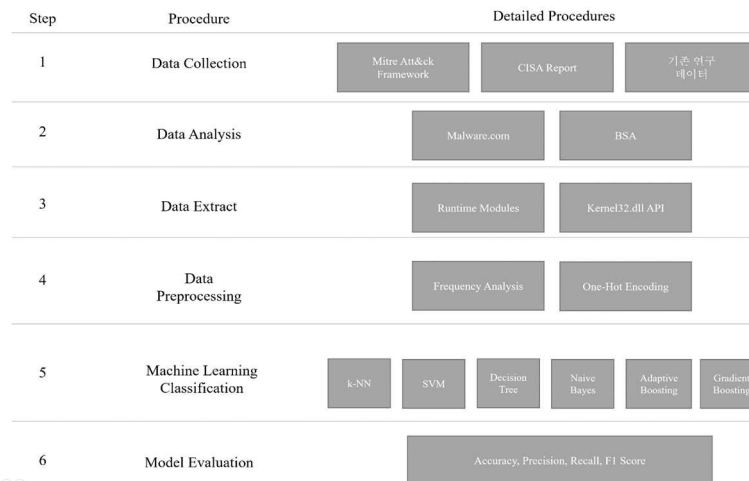 Step Procedure Detailed Procedures
1 Data Collection
Mitre Att&ck
Framework
CISA Report
기존 연구
데이터
2 Data Analysis Malware.com BSA
3 Data Extract Runtime Modules Kernel32.dll API
4
Data
Preprocessing
Frequency Analysis One-Hot Encoding
5
Machine Learning
Classification
k-NN SVM
Decision
Tree
Naive
Bayes
Adaptive
Boosting
Gradient
Boosting
6 Model Evaluation Accuracy, Precision, Recall, F1 Score